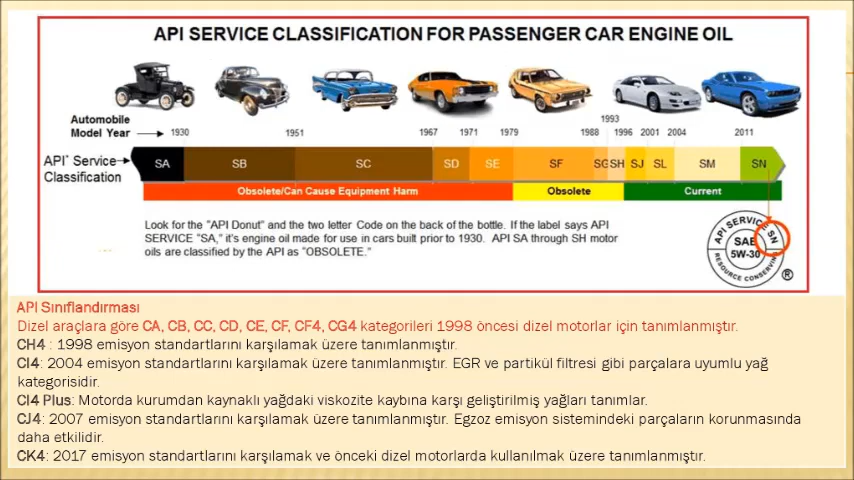 API SERVICE CLASSIFICATION FOR PASSENGER CAR ENGINE OIL
Automobile
Model Year
1930
1951
1967
1971
1979
1988
1993
1996
2001
2004
2011
API* Service
Classification
SA
SB
SC
SD
SE
SF
SG
SH
SJ
SL
SM
SN
Obsolete/Can Cause Equipment Harm
Obsolete
Current
Look for the "API Donut" and the two letter Code on the back of the bottle. If the label says API
SERVICE "SA," it's engine oil made for use in cars built prior to 1930. API SA through SH motor
oils are classified by the API as "OBSOLETE."
API SERVICE SN
SAE
5W-30
RESOURCE CONSERVING
®
API Sınıflandırması
Dizel araçlara göre CA, CB, CC, CD, CE, CF, CF4, CG4 kategorileri 1998 öncesi dizel motorlar için tanımlanmıştır.
CH4 : 1998 emisyon standartlarını karşılamak üzere tanımlanmıştır.
CI4: 2004 emisyon standartlarını karşılamak üzere tanımlanmıştır. EGR ve partikül filtresi gibi parçalara uyumlu yağ
kategorisidir.
CI4 Plus: Motorda kurumdan kaynaklı yağdaki viskozite kaybına karşı geliştirilmiş yağları tanımlar.
CJ4: 2007 emisyon standartlarını karşılamak üzere tanımlanmıştır. Egzoz emisyon sistemindeki parçaların korunmasında
daha etkilidir.
CK4: 2017 emisyon standartlarını karşılamak ve önceki dizel motorlarda kullanılmak üzere tanımlanmıştır.